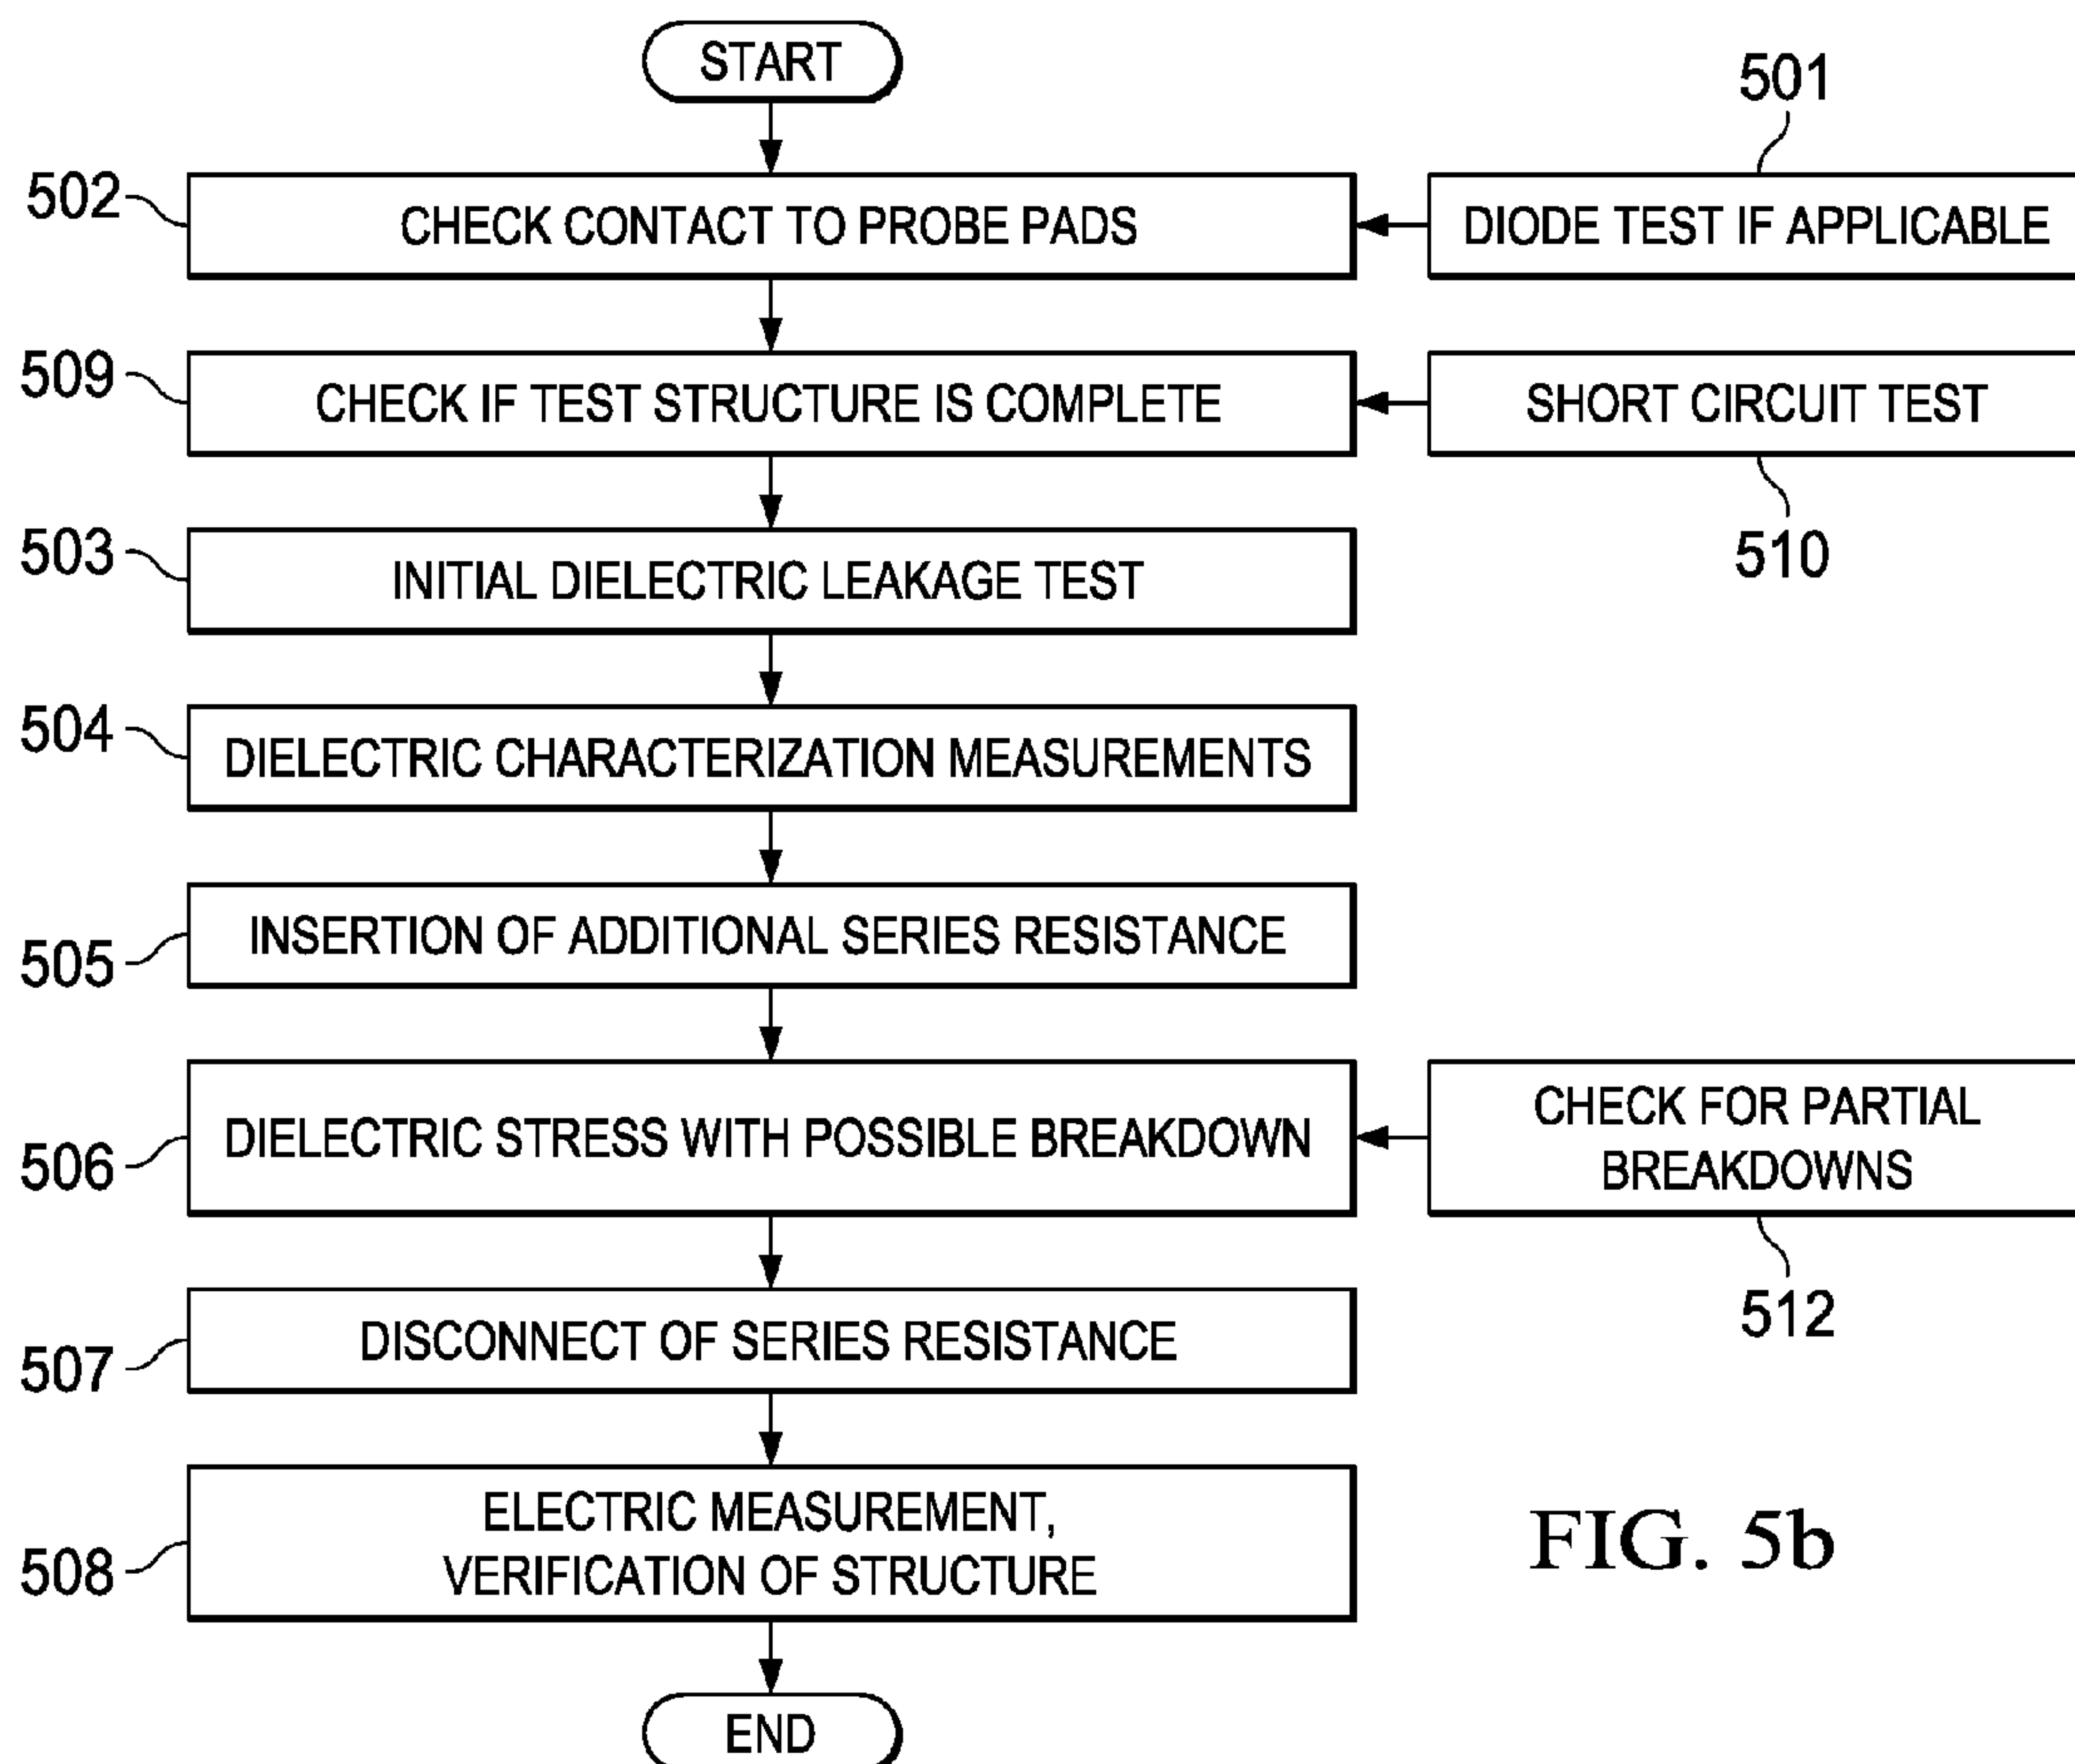 START
501
502
CHECK CONTACT TO PROBE PADS
DIODE TEST IF APPLICABLE
509
CHECK IF TEST STRUCTURE IS COMPLETE
SHORT CIRCUIT TEST
503
INITIAL DIELECTRIC LEAKAGE TEST
510
504
DIELECTRIC CHARACTERIZATION MEASUREMENTS
505
INSERTION OF ADDITIONAL SERIES RESISTANCE
506
DIELECTRIC STRESS WITH POSSIBLE BREAKDOWN
CHECK FOR PARTIAL
BREAKDOWNS
512
507
DISCONNECT OF SERIES RESISTANCE
508
ELECTRIC MEASUREMENT,
VERIFICATION OF STRUCTURE
FIG. 5b
END